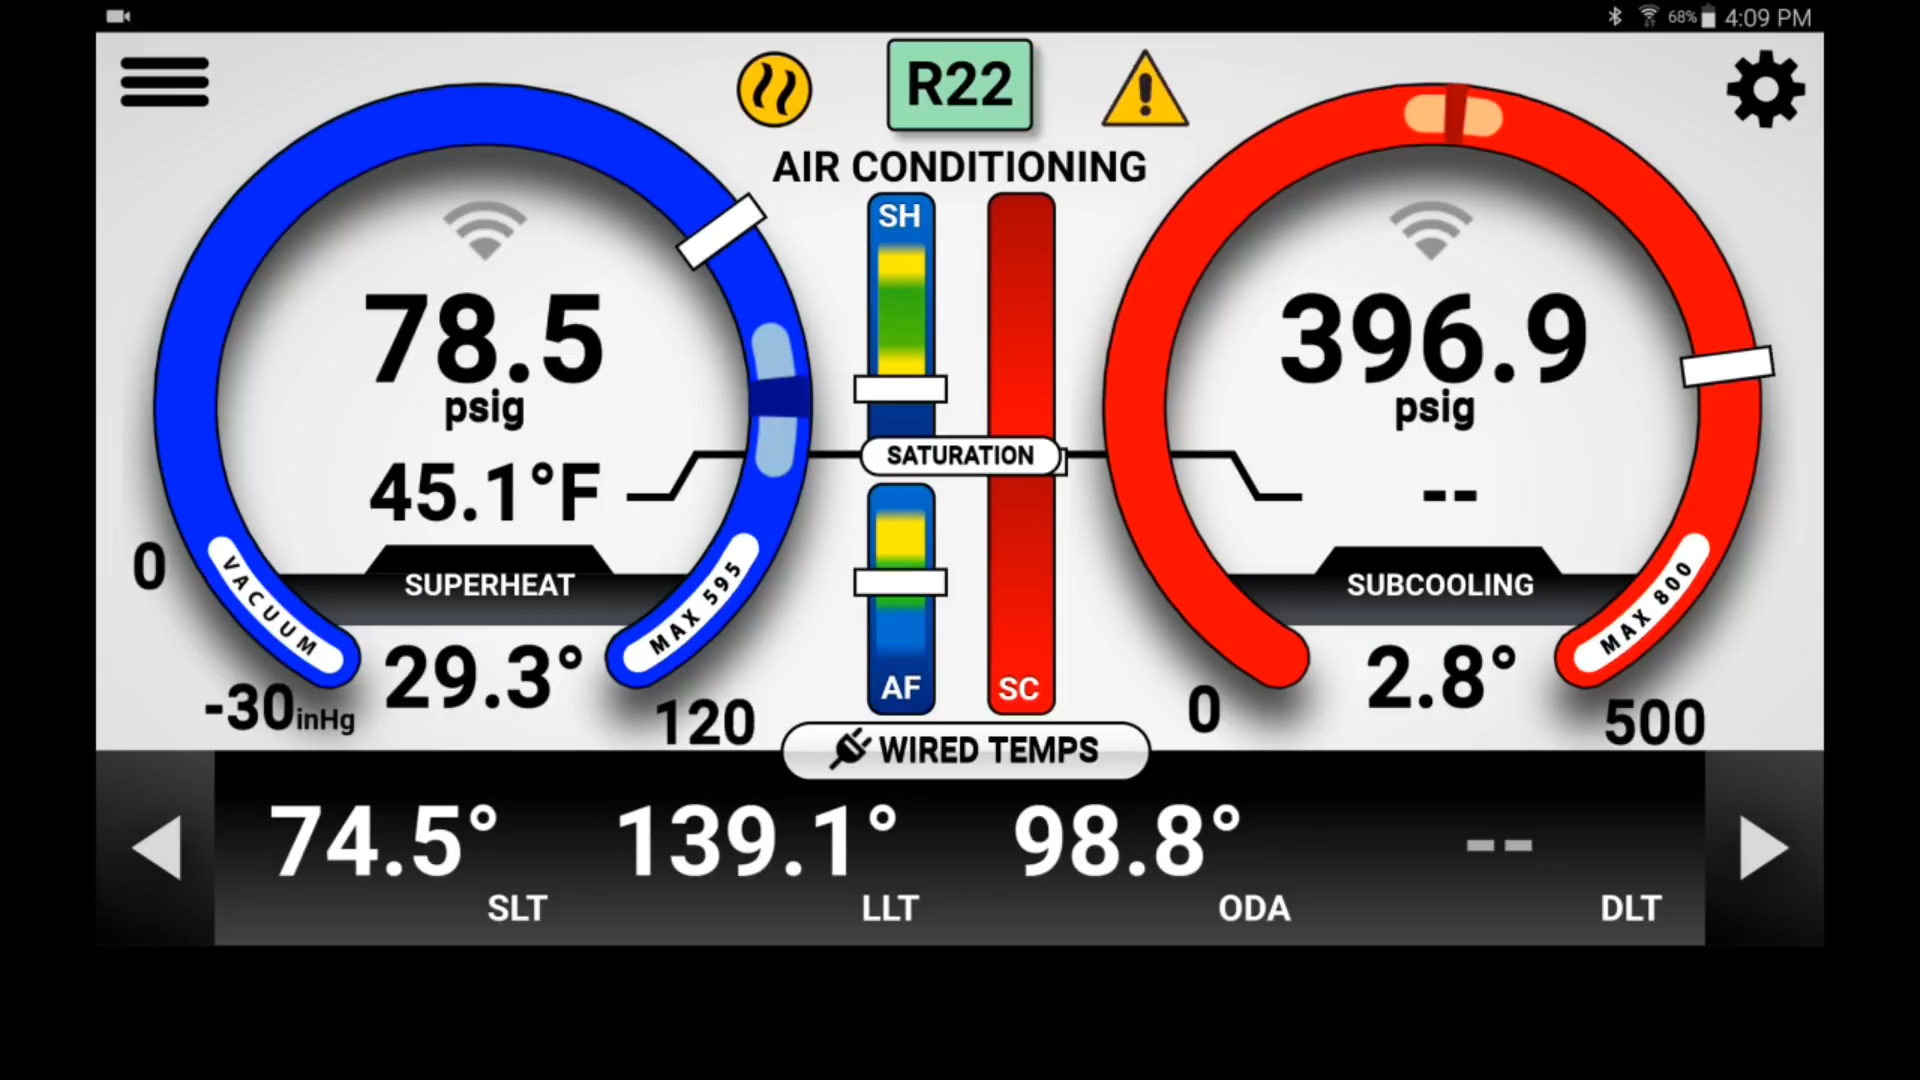 68% 4:09 PM
R22
AIR CONDITIONING
SH
78.5
psig
396.9
psig
SATURATION
45.1°F
--
0
VACUUM
MAX 595
SUPERHEAT
29.3°
-30inHg
120
AF
SC
SUBCOOLING
MAX 800
2.8°
0
500
WIRED TEMPS
74.5°
SLT
139.1°
LLT
98.8°
ODA
--
DLT